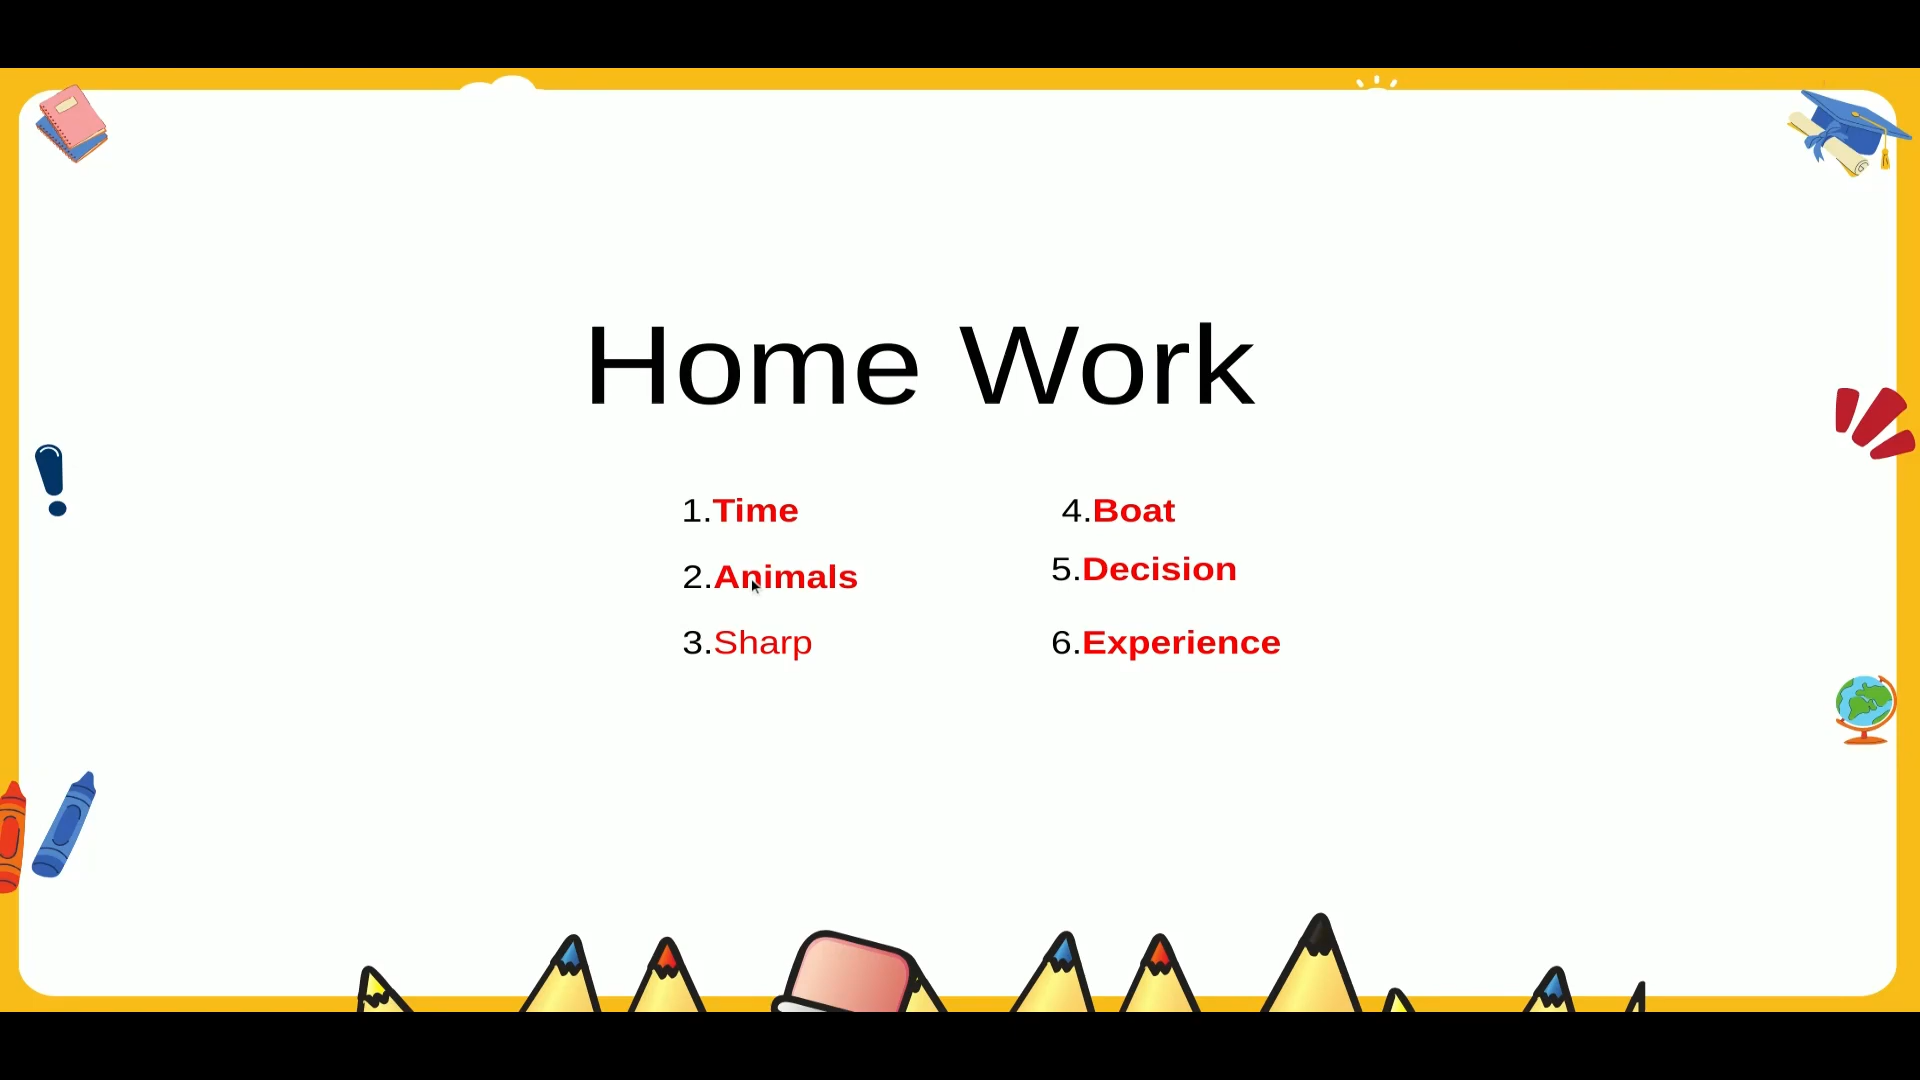 Home Work
1.Time
2.Animals
3.Sharp
4.Boat
5.Decision
6.Experience